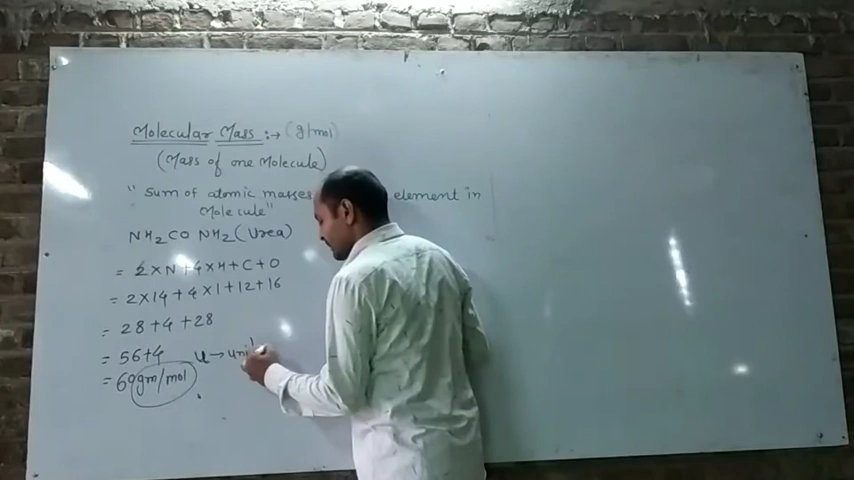 Molecular Mass :→ (g/mol)
(Mass of one Molecule)
" Sum of atomic masses element in
Molecule"
NH2CO NH2 (Urea)
= 2×N+4×H+C+O
= 2×14+4×1+12+16
= 28+4+28
= 56+4 u→unit
= 60gm/mol